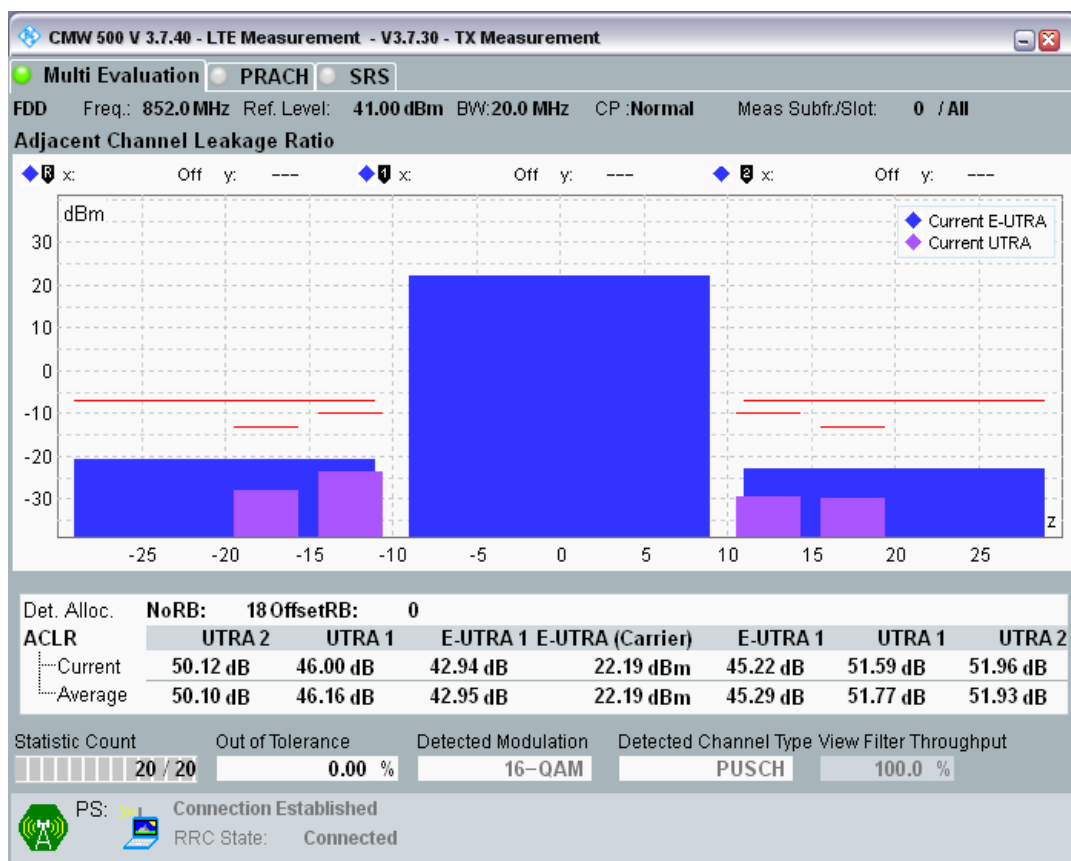 CMW 500 V 3.7.40 - LTE Measurement - V3.7.30 - TX Measurement
Multi Evaluation PRACH SRS
FDD Freq.: 852.0 MHz Ref. Level: 41.00 dBm BW:20.0 MHz CP :Normal Meas Subfr./Slot: 0 / All
Adjacent Channel Leakage Ratio
R x: Off y: --- 1 x: Off y: --- 2 x: Off y: ---
dBm
Current E-UTRA
Current UTRA
30
20
10
0
-10
-20
-30
z
-25 -20 -15 -10 -5 0 5 10 15 20 25
Det. Alloc. NoRB: 18 OffsetRB: 0
ACLR UTRA 2 UTRA 1 E-UTRA 1 E-UTRA (Carrier) E-UTRA 1 UTRA 1 UTRA 2
Current 50.12 dB 46.00 dB 42.94 dB 22.19 dBm 45.22 dB 51.59 dB 51.96 dB
Average 50.10 dB 46.16 dB 42.95 dB 22.19 dBm 45.29 dB 51.77 dB 51.93 dB
Statistic Count Out of Tolerance Detected Modulation Detected Channel Type View Filter Throughput
20 / 20 0.00 % 16-QAM PUSCH 100.0 %
PS: Connection Established
RRC State: Connected